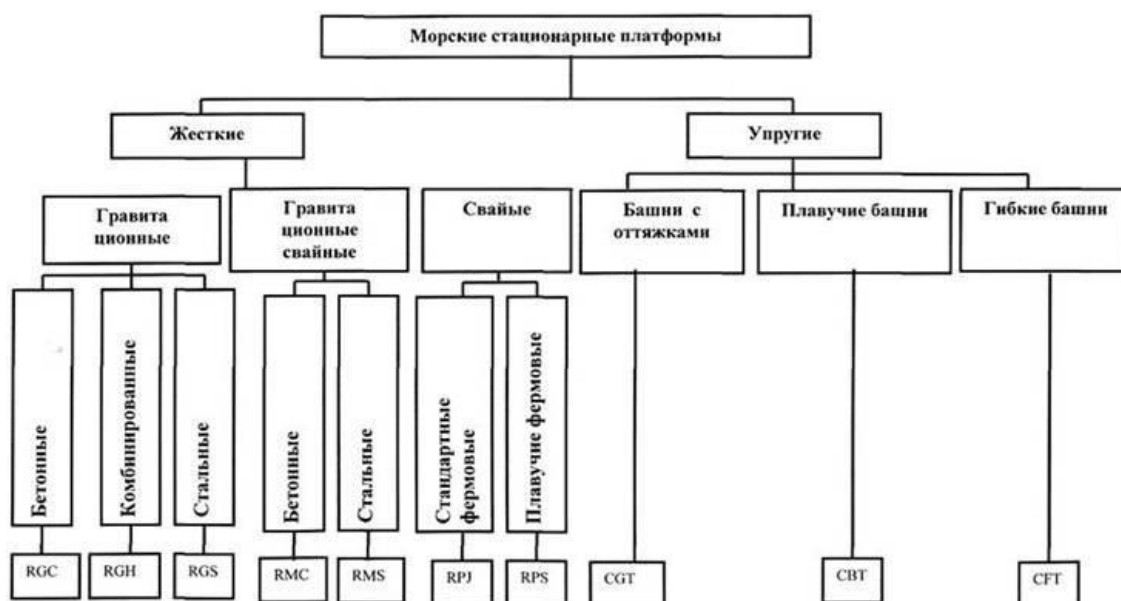 Морские стационарные платформы
Жесткие
Упругие
Гравита
ционные
Гравита
ционные
свайные
Свайые
Башни с
оттяжками
Плавучие башни
Гибкие башни
Бетонные
Комбинированные
Стальные
Бетонные
Стальные
Стандартные
фермовые
Плавучие фермовые
RGC
RGH
RGS
RMC
RMS
RPJ
RPS
CGT
CBT
CFT